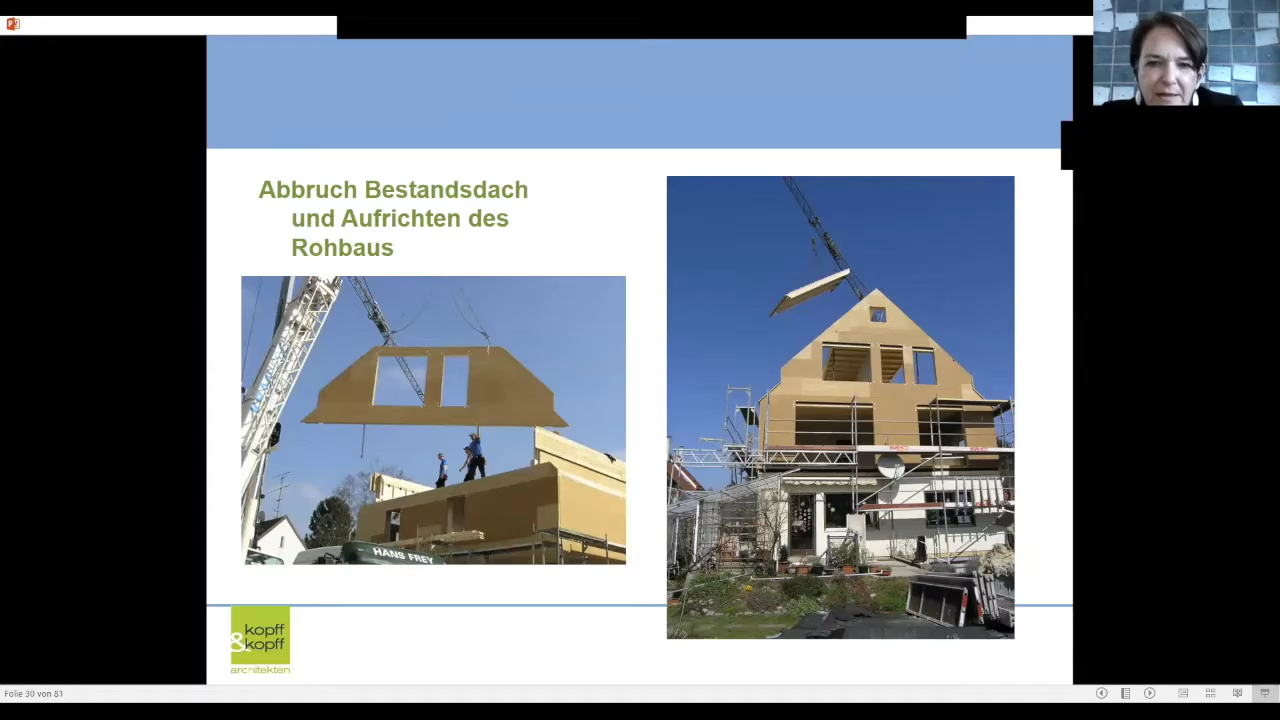 Abbruch Bestandsdach
und Aufrichten des
Rohbaus
HANS FREY
kopff
&kopff
architekten
Folie 30 von 81